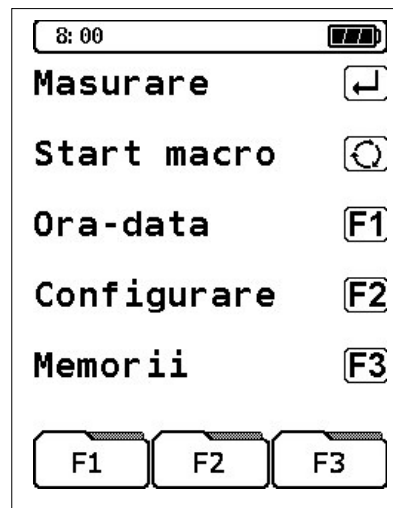 8:00
Masurare
Start macro
Ora-data F1
Configurare F2
Memorii F3
F1 F2 F3